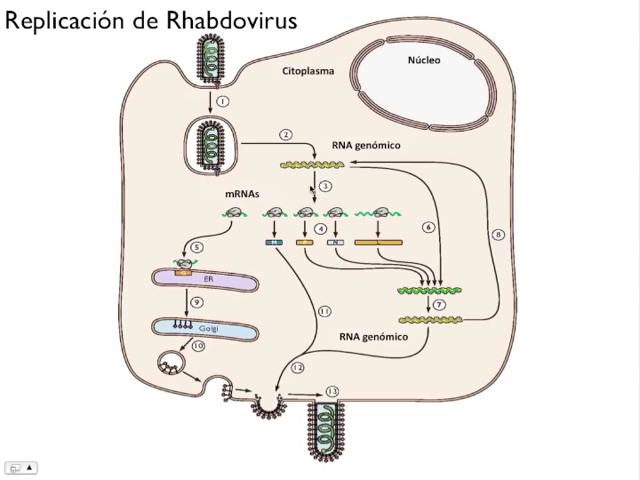 Replicación de Rhabdovirus
Citoplasma
Núcleo
1
2
RNA genómico
3
mRNAs
4
5
6
8
M
P
N
L
G
ER
7
9
11
Golgi
RNA genómico
10
12
13